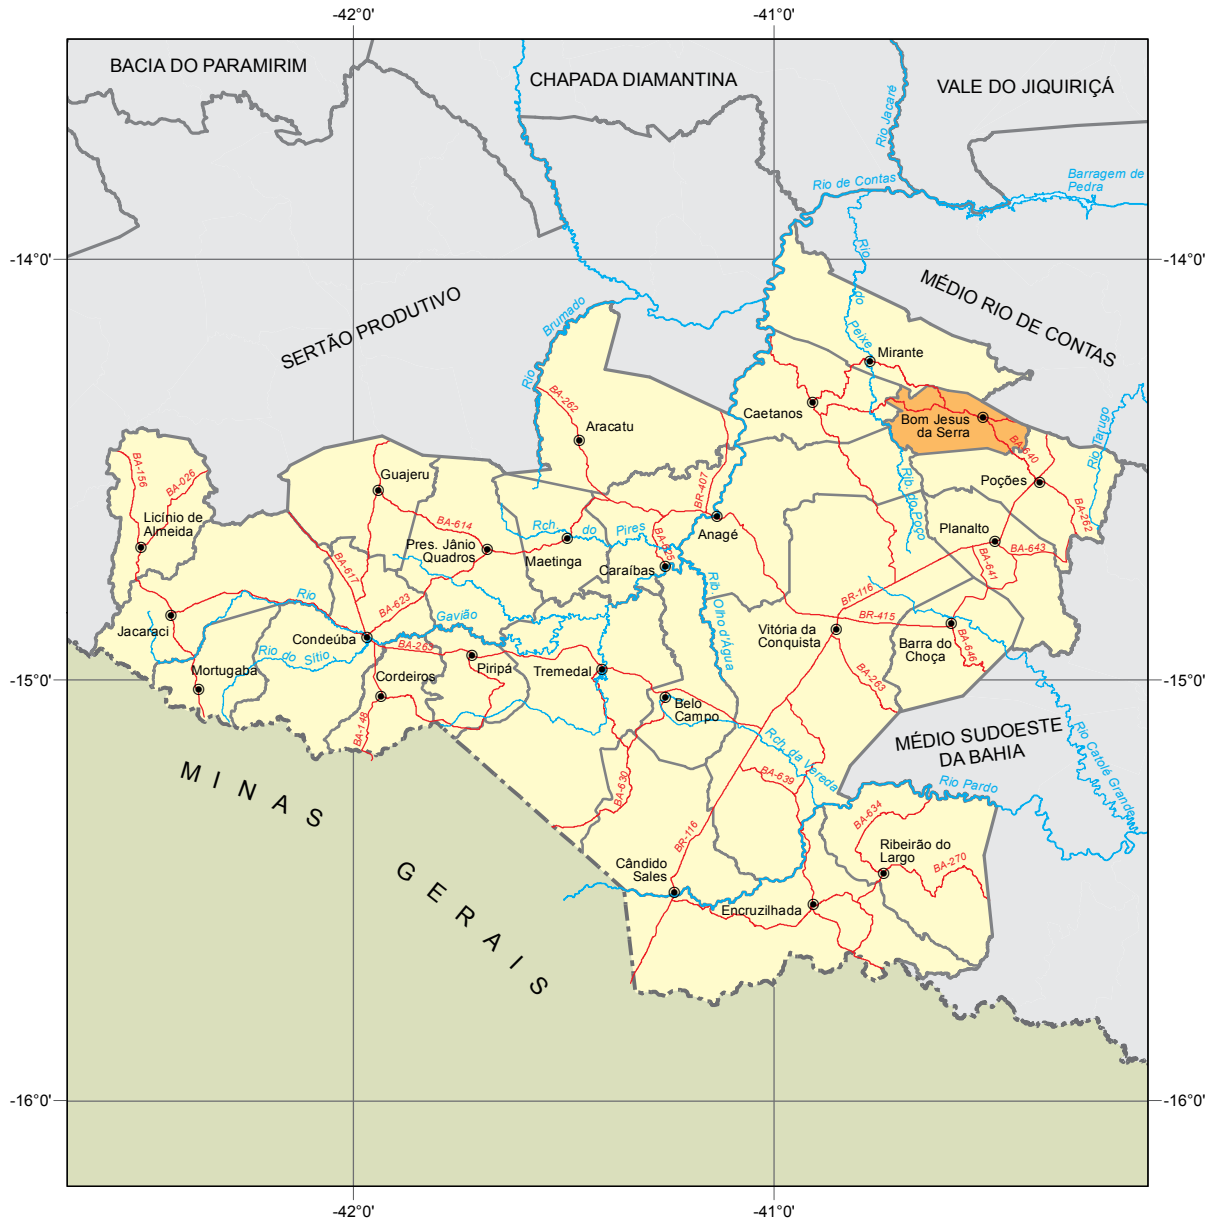 -42°0'
-41°0'
BACIA DO PARAMIRIM
CHAPADA DIAMANTINA
VALE DO JIQUIRIÇÁ
Rio Jacaré
Rio de Contas
Barragem de
Pedra
-14°0'
-14°0'
Rio do Peixe
MÉDIO RIO DE CONTAS
SERTÃO PRODUTIVO
Rio Brumado
Mirante
BA-262
Caetanos
Bom Jesus
da Serra
Aracatu
BA-640
Rio Tarugo
BA-156
BA-026
Guajeru
BR-407
Rib. do Poço
Poções
BA-262
Licínio de
Almeida
BA-614
Rch. do Pires
Anagé
Planalto
Pres. Jânio
Quadros
Maetinga
Caraíbas
BA-643
BA-641
BA-617
BA-623
Rib. Olho d'Água
BR-116
Rio Gavião
BR-415
Jacaraci
Condeúba
BA-263
Vitória da
Conquista
Barra do
Choça
BA-646
Rio do Sítio
Mortugaba
Cordeiros
Piripá
Tremedal
BA-263
-15°0'
-15°0'
Belo
Campo
BA-148
MÉDIO SUDOESTE
DA BAHIA
Rio Catolé Grande
Rch. da Vereda
MINAS
BA-630
BA-639
Rio Pardo
BA-634
BR-116
Ribeirão do
Largo
BA-270
Cândido
Sales
GERAIS
Encruzilhada
-16°0'
-16°0'
-42°0'
-41°0'